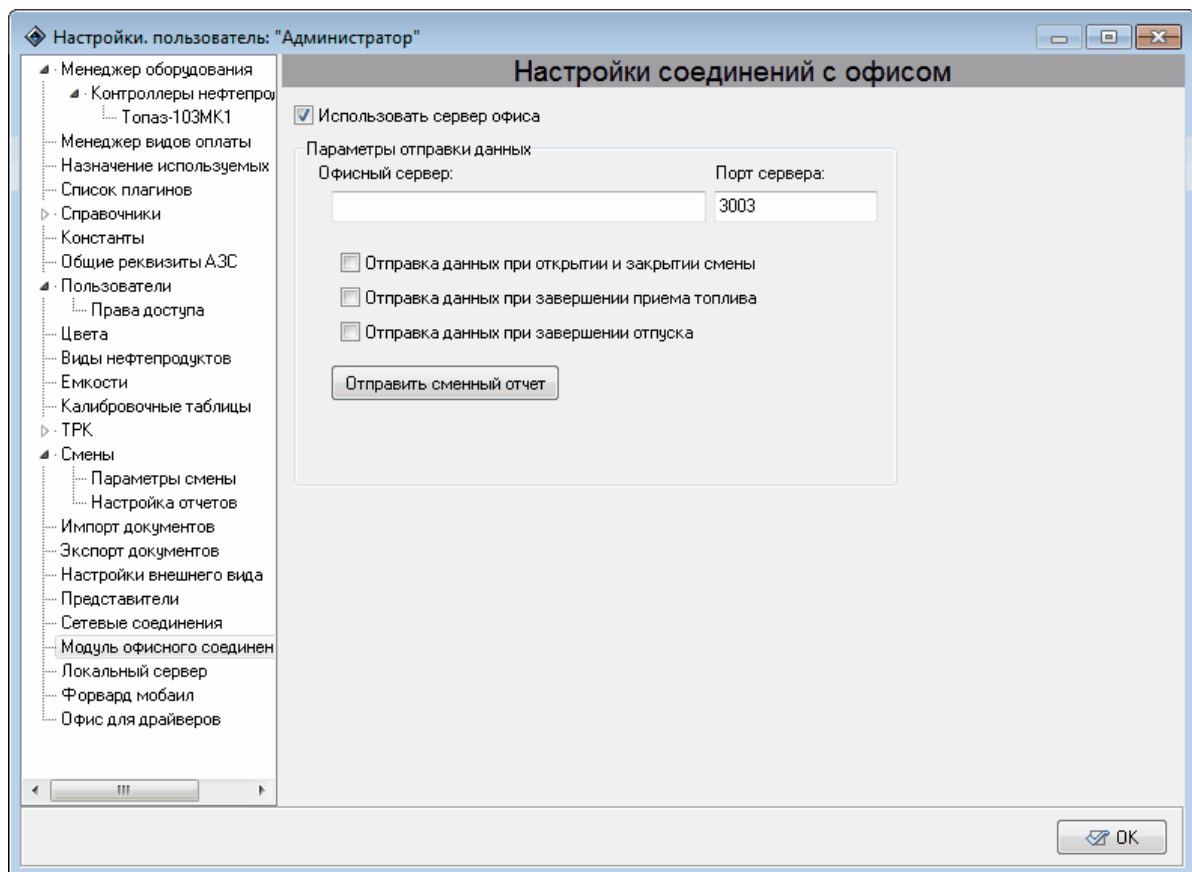 Настройки. пользователь: "Администратор"
Менеджер оборудования
Контроллеры нефтепрод
Топаз-103МК1
Менеджер видов оплаты
Назначение используемых
Список плагинов
Справочники
Константы
Общие реквизиты АЗС
Пользователи
Права доступа
Цвета
Виды нефтепродуктов
Емкости
Калибровочные таблицы
ТРК
Смены
Параметры смены
Настройка отчетов
Импорт документов
Экспорт документов
Настройки внешнего вида
Представители
Сетевые соединения
Модуль офисного соединен
Локальный сервер
Форвард мобаил
Офис для драйверов
Настройки соединений с офисом
Использовать сервер офиса
Параметры отправки данных
Офисный сервер: Порт сервера:
3003
Отправка данных при открытии и закрытии смены
Отправка данных при завершении приема топлива
Отправка данных при завершении отпуска
Отправить сменный отчет
OK